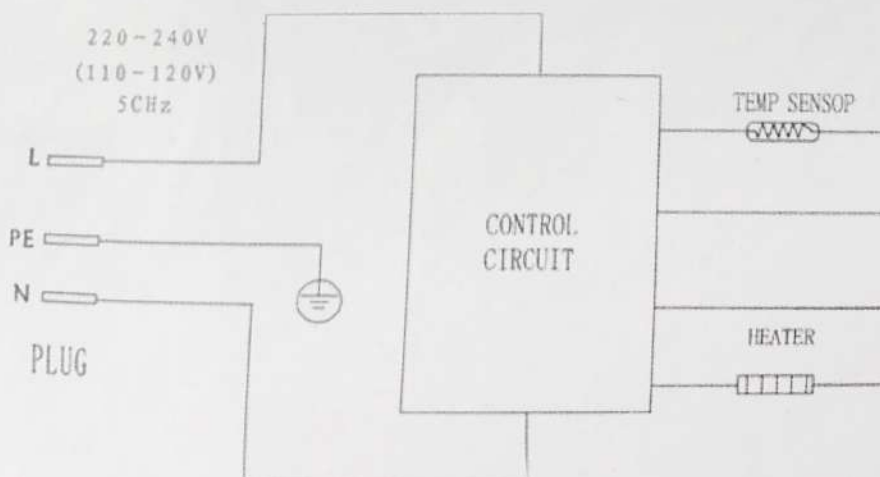 220~240V
(110-120V)
5CHz
L
PE
N
PLUG
CONTROL
CIRCUIT
TEMP SENSOP
HEATER